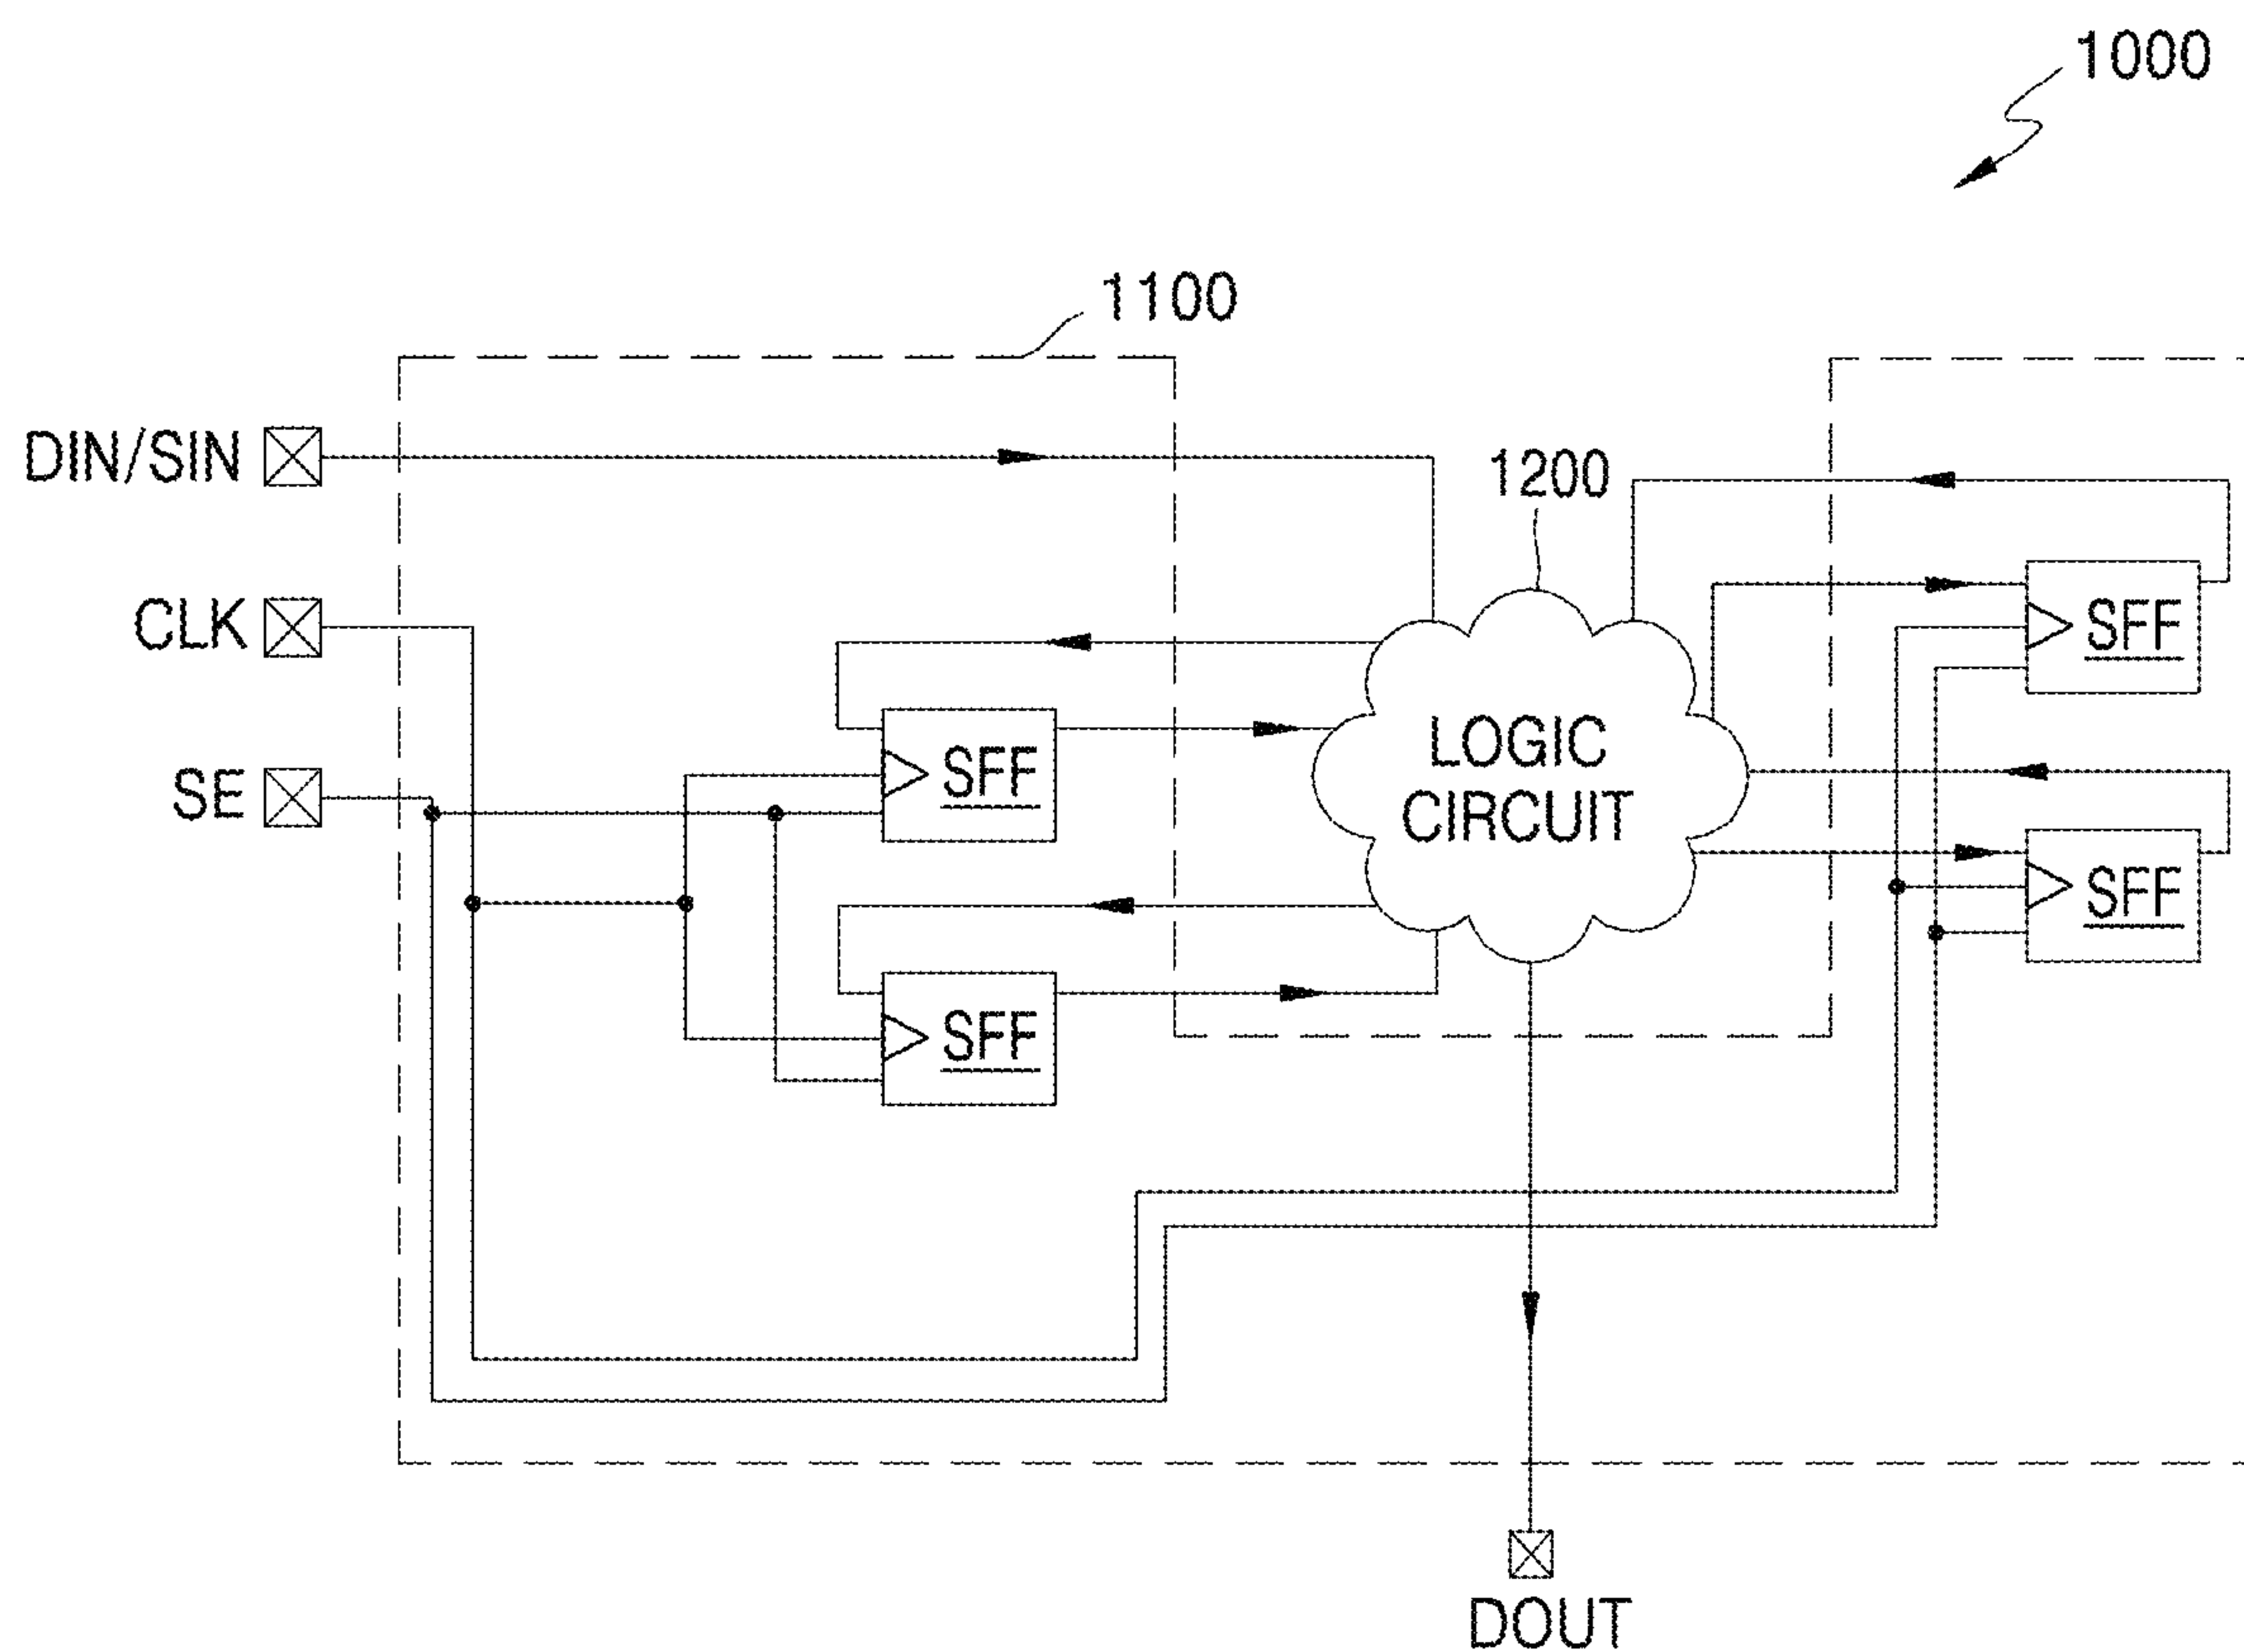 1000
1100
DIN/SIN
1200
CLK
SFF
SE
SFF
LOGIC
CIRCUIT
SFF
SFF
DOUT